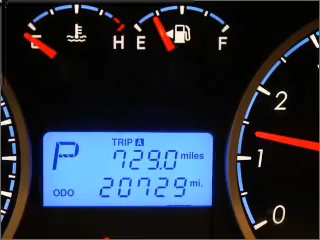 C H E F
TRIP A
P 729.0 miles
ODO 20729 mi.
2
1
0